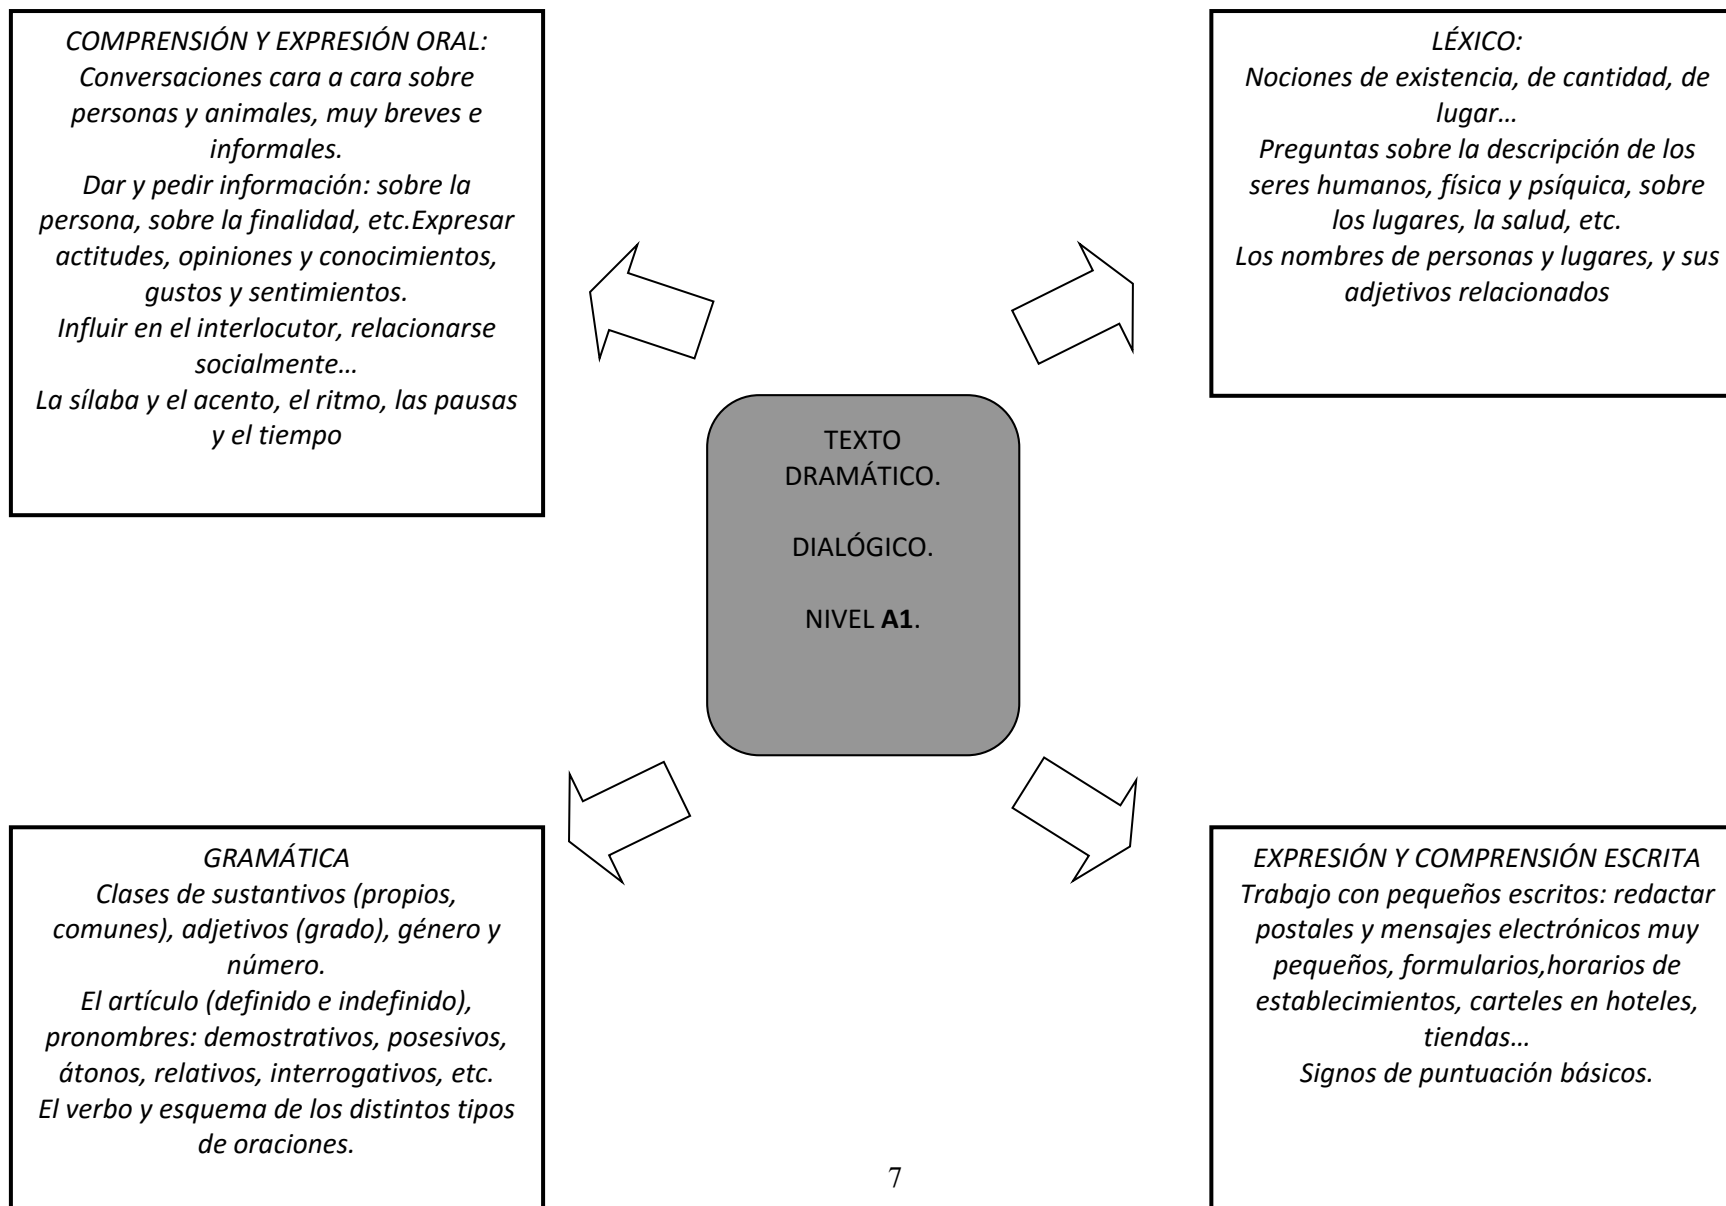 COMPRENSIÓN Y EXPRESIÓN ORAL:
Conversaciones cara a cara sobre
personas y animales, muy breves e
informales.
Dar y pedir información: sobre la
persona, sobre la finalidad, etc.Expresar
actitudes, opiniones y conocimientos,
gustos y sentimientos.
Influir en el interlocutor, relacionarse
socialmente…
La sílaba y el acento, el ritmo, las pausas
y el tiempo
LÉXICO:
Nociones de existencia, de cantidad, de
lugar…
Preguntas sobre la descripción de los
seres humanos, física y psíquica, sobre
los lugares, la salud, etc.
Los nombres de personas y lugares, y sus
adjetivos relacionados
TEXTO
DRAMÁTICO.
DIALÓGICO.
NIVEL A1.
GRAMÁTICA
Clases de sustantivos (propios,
comunes), adjetivos (grado), género y
número.
El artículo (definido e indefinido),
pronombres: demostrativos, posesivos,
átonos, relativos, interrogativos, etc.
El verbo y esquema de los distintos tipos
de oraciones.
EXPRESIÓN Y COMPRENSIÓN ESCRITA
Trabajo con pequeños escritos: redactar
postales y mensajes electrónicos muy
pequeños, formularios,horarios de
establecimientos, carteles en hoteles,
tiendas…
Signos de puntuación básicos.
7